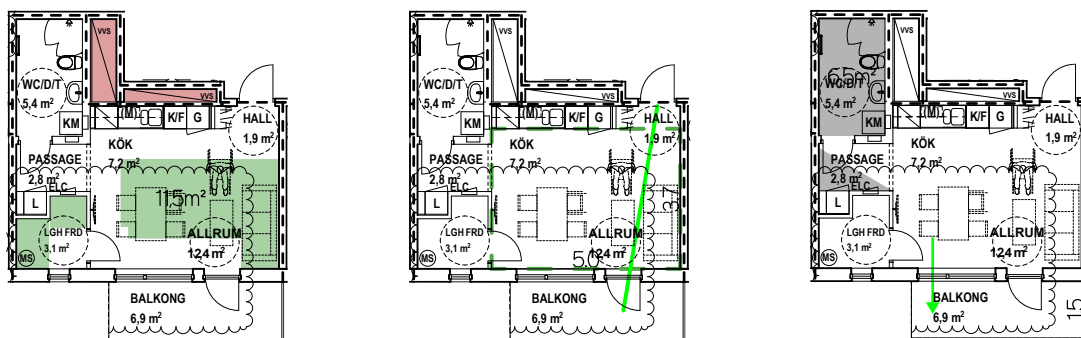 VVS
WC/D/T
5,4 m²
VVS
KM
(M)
K/F
G
HALL
1,9 m²
KÖK
7,2 m²
PASSAGE
2,8 m²
ELC
L
11,5m²
LGH FRD
3,1 m²
ALLRUM
12,4 m²
MS
BALKONG
6,9 m²
VVS
WC/D/T
5,4 m²
VVS
KM
(M)
K/F
G
HALL
1,9 m²
KÖK
7,2 m²
PASSAGE
2,8 m²
ELC
L
3,7
LGH FRD
3,1 m²
ALLRUM
12,4 m²
5,0
MS
BALKONG
6,9 m²
VVS
WC/D/T
5,4 m²
VVS
KM
(M)
K/F
G
HALL
1,9 m²
KÖK
7,2 m²
PASSAGE
2,8 m²
ELC
L
LGH FRD
3,1 m²
ALLRUM
12,4 m²
MS
BALKONG
6,9 m²